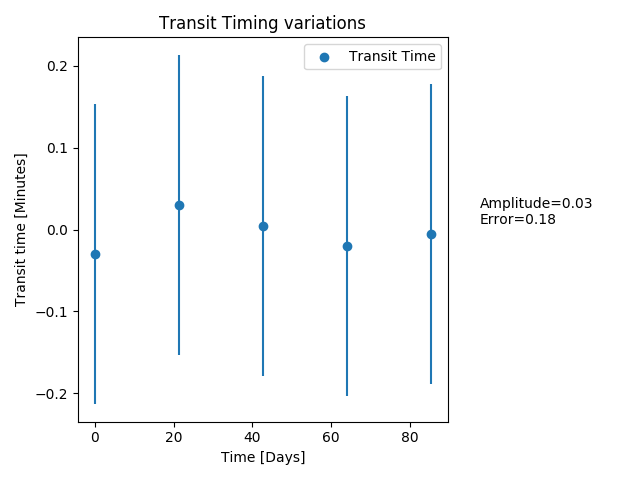 Transit Timing variations
Transit Time
0.2
0.1
0.0
−0.1
−0.2
Transit time [Minutes]
0
20
40
60
80
Time [Days]
Amplitude=0.03
Error=0.18